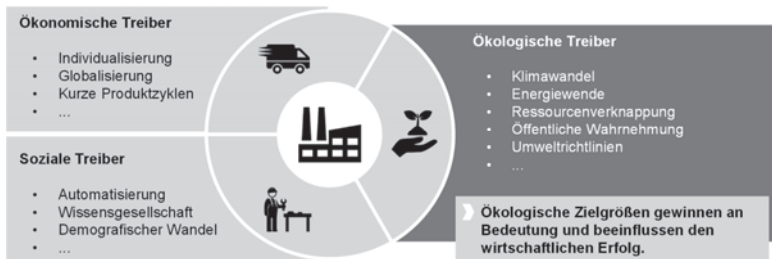 Ökonomische Treiber
• Individualisierung
• Globalisierung
• Kurze Produktzyklen
• ...
Soziale Treiber
• Automatisierung
• Wissensgesellschaft
• Demografischer Wandel
• ...
Ökologische Treiber
• Klimawandel
• Energiewende
• Ressourcenverknappung
• Öffentliche Wahrnehmung
• Umweltrichtlinien
• ...
Ökologische Zielgrößen gewinnen an
Bedeutung und beeinflussen den
wirtschaftlichen Erfolg.